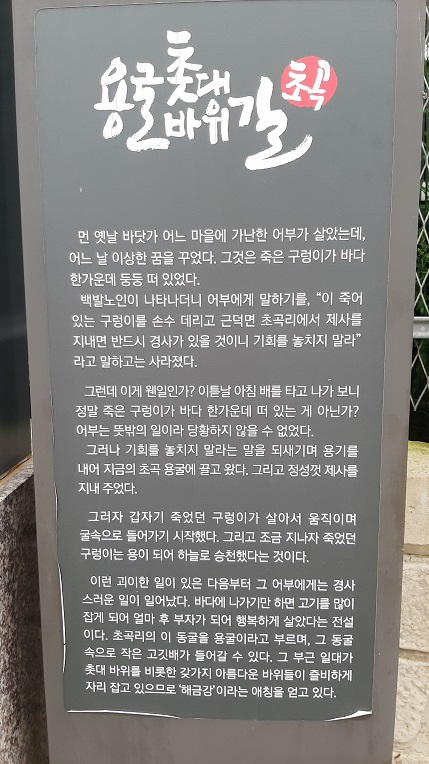 용굴촛대바위길 초곡
먼 옛날 바닷가 어느 마을에 가난한 어부가 살았는데,
어느 날 이상한 꿈을 꾸었다. 그것은 죽은 구렁이가 바다
한가운데 둥둥 떠 있었다.
백발노인이 나타나더니 어부에게 말하기를, “이 죽어
있는 구렁이를 손수 데리고 근덕면 초곡리에서 제사를
지내면 반드시 경사가 있을 것이니 기회를 놓치지 말라”
라고 말하고는 사라졌다.
그런데 이게 웬일인가? 이튿날 아침 배를 타고 나가 보니
정말 죽은 구렁이가 바다 한가운데 떠 있는 게 아닌가?
어부는 뜻밖의 일이라 당황하지 않을 수 없었다.
그러나 기회를 놓치지 말라는 말을 되새기며 용기를
내어 지금의 초곡 용굴에 끌고 왔다. 그리고 정성껏 제사를
지내 주었다.
그러자 갑자기 죽었던 구렁이가 살아서 움직이며
굴속으로 들어가기 시작했다. 그리고 조금 지나자 죽었던
구렁이는 용이 되어 하늘로 승천했다는 것이다.
이런 괴이한 일이 있은 다음부터 그 어부에게는 경사
스러운 일이 일어났다. 바다에 나가기만 하면 고기를 많이
잡게 되어 얼마 후 부자가 되어 행복하게 살았다는 전설
이다. 초곡리의 이 동굴을 용굴이라고 부르며, 그 동굴
속으로 작은 고깃배가 들어갈 수 있다. 그 부근 일대가
촛대 바위를 비롯한 갖가지 아름다운 바위들이 즐비하게
자리 잡고 있으므로 ‘해금강’이라는 애칭을 얻고 있다.